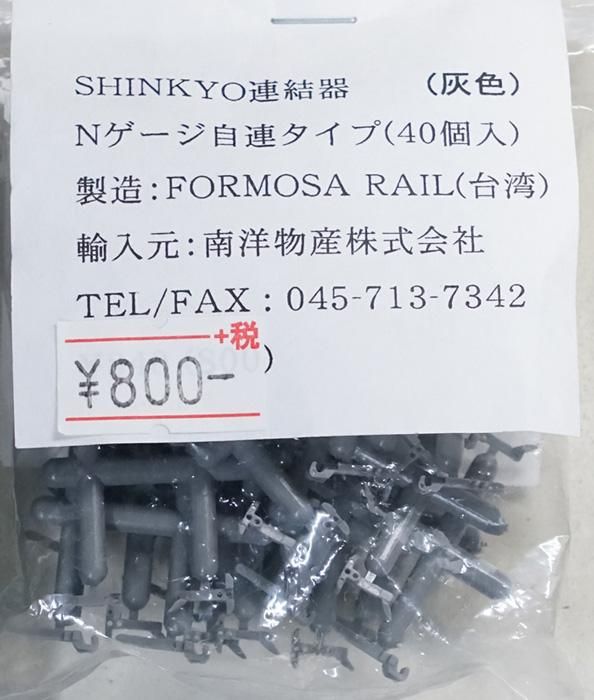 SHINKYO連結器 (灰色)
Nゲージ自連タイプ(40個入)
製造:FORMOSA RAIL(台湾)
輸入元:南洋物産株式会社
TEL/FAX:045-713-7342
+税
¥800-
)